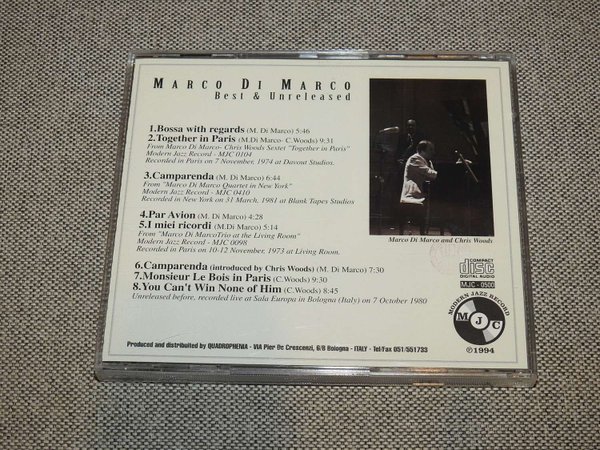 MARCO DI MARCO
Best & Unreleased
1.Bossa with regards (M. Di Marco) 5:46
2.Together in Paris (M.Di Marco- C.Woods) 9:31
From Marco Di Marco- Chris Woods Sextet "Together in Paris"
Modern Jazz Record - MJC 0104
Recorded in Paris on 7 November, 1974 at Davout Studios.
3.Camparenda (M. Di Marco) 6:44
From "Marco Di Marco Quartet in New York"
Modern Jazz Record - MJC 0410
Recorded in New York on 31 March, 1981 at Blank Tapes Studios
4.Par Avion (M. Di Marco) 4:28
5.I miei ricordi (M. Di Marco) 5:14
From "Marco Di MarcoTrio at the Living Room"
Modern Jazz Record - MJC 0098
Recorded in Paris on 10-12 November, 1973 at Living Room.
6.Camparenda (introduced by Chris Woods) (M. Di Marco) 7:30
7.Monsieur Le Bois in Paris (C.Woods) 9:30
8.You Can't Win None of Him (C.Woods) 8:45
Unreleased before, recorded live at Sala Europa in Bologna (Italy) on 7 October 1980
Marco Di Marco and Chris Woods
COMPACT
disc
DIGITAL AUDIO
MJC - 0500
MODERN JAZZ RECORD
MJC
℗1994
Produced and distributed by QUADROPHENIA - VIA Pier De Crescenzi, 6/B Bologna - ITALY - Tel/Fax 051/551733